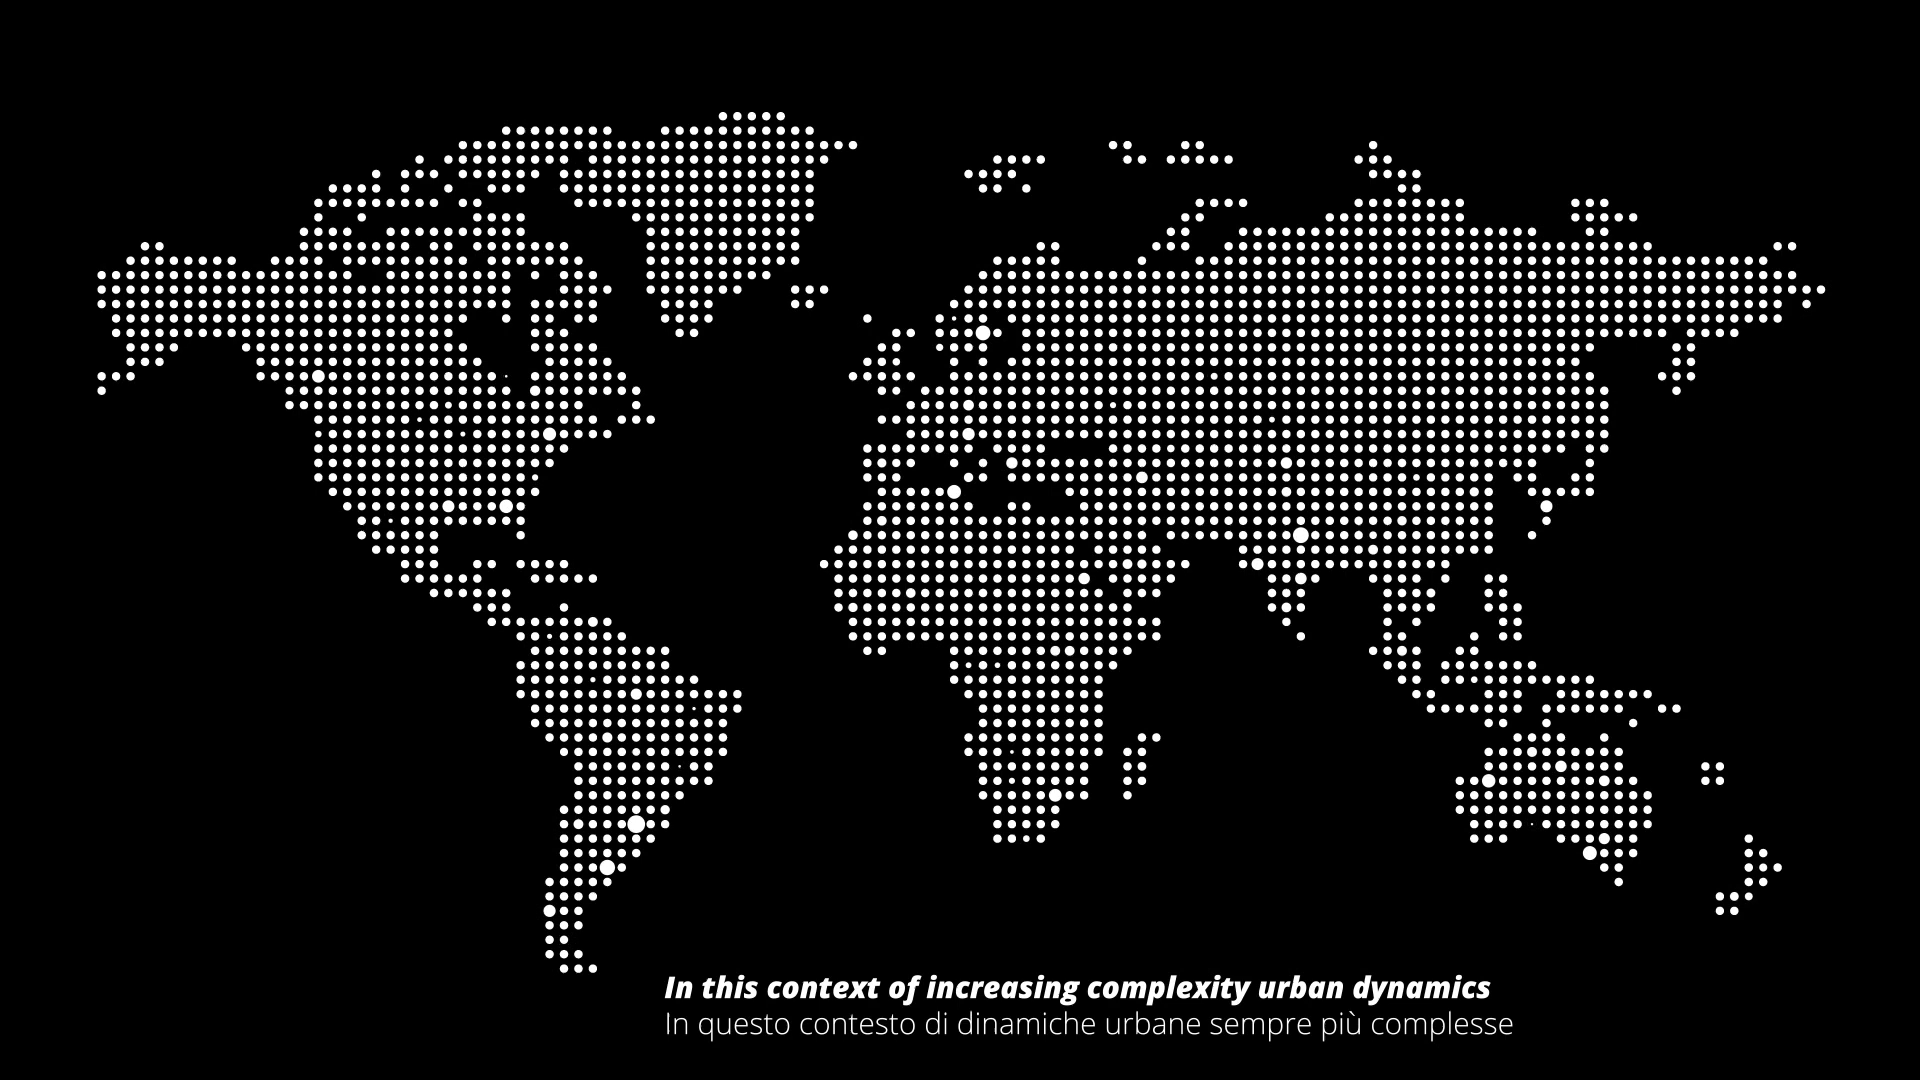 In this context of increasing complexity urban dynamics
In questo contesto di dinamiche urbane sempre più complesse